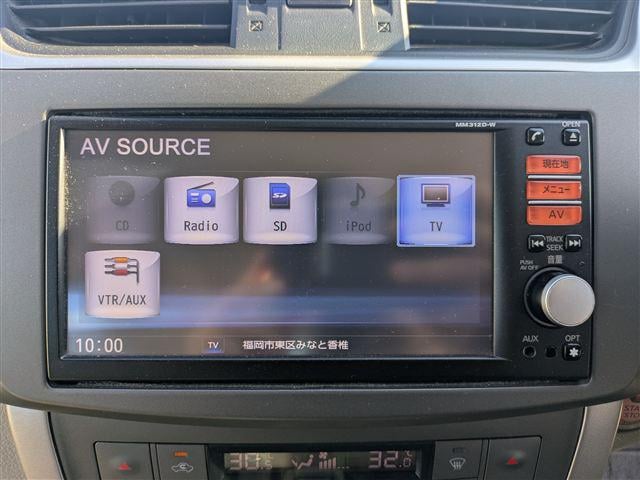 MM312D-W
OPEN
AV SOURCE
CD
Radio
SD
iPod
TV
VTR/AUX
現在地
メニュー
AV
TRACK
SEEK
音量
PUSH
AV OFF
AUX
OPT
10:00
TV
福岡市東区みなと香椎
32.0